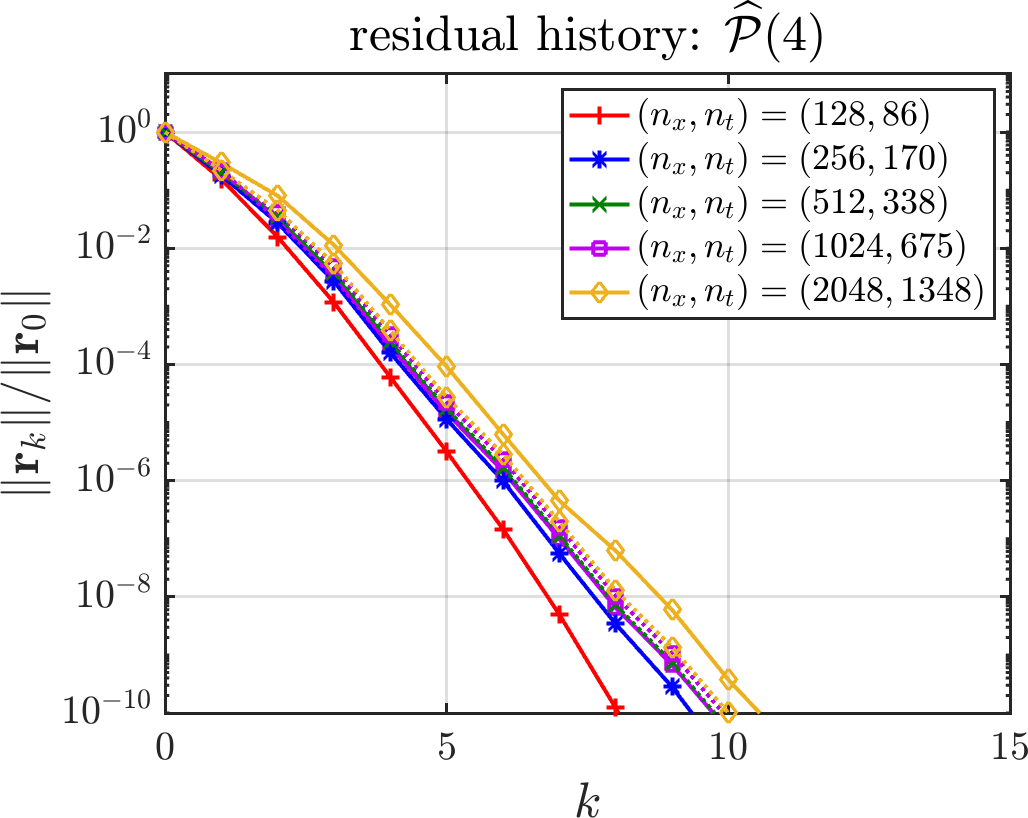 residual history: $\widehat{\mathcal{P}}(4)$
$(n_x, n_t) = (128, 86)$
$(n_x, n_t) = (256, 170)$
$(n_x, n_t) = (512, 338)$
$(n_x, n_t) = (1024, 675)$
$(n_x, n_t) = (2048, 1348)$
$\|\mathbf{r}_k\|/\|\mathbf{r}_0\|$
$10^{0}$
$10^{-2}$
$10^{-4}$
$10^{-6}$
$10^{-8}$
$10^{-10}$
0 5 10 15
$k$